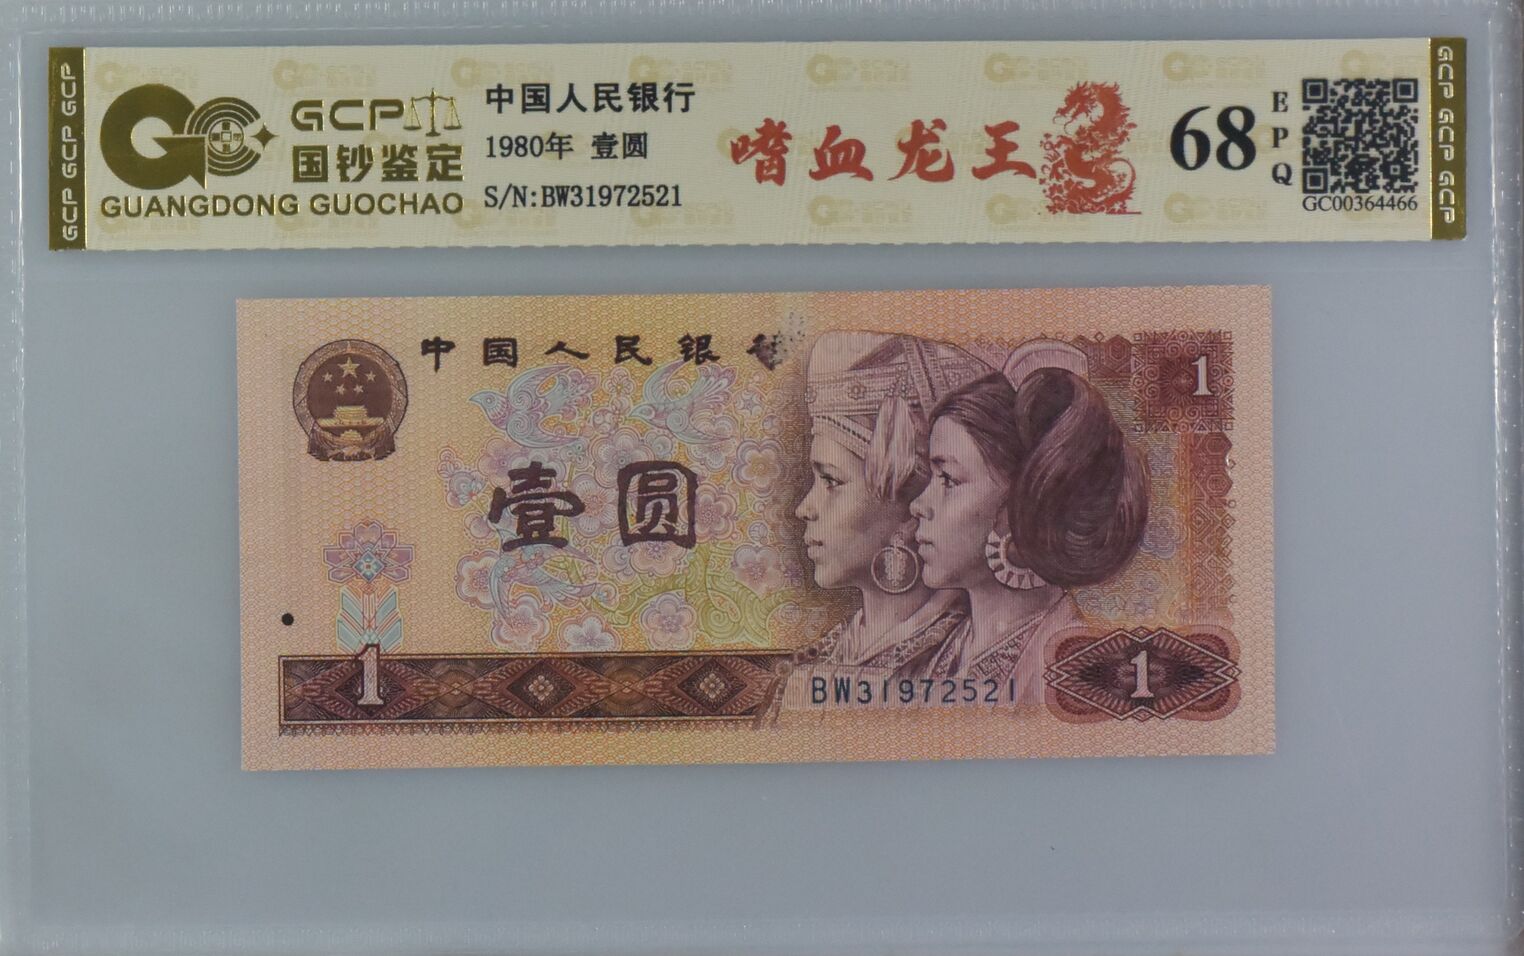 GCP GCP GCP
GCP
国钞鉴定
GUANGDONG GUOCHAO
中国人民银行
1980年 壹圆
S/N:BW31972521
嗜血龙王
68
EPQ
GC00364466
GCP GCP GCP
中国人民银行
1
壹圆
1
BW31972521
1